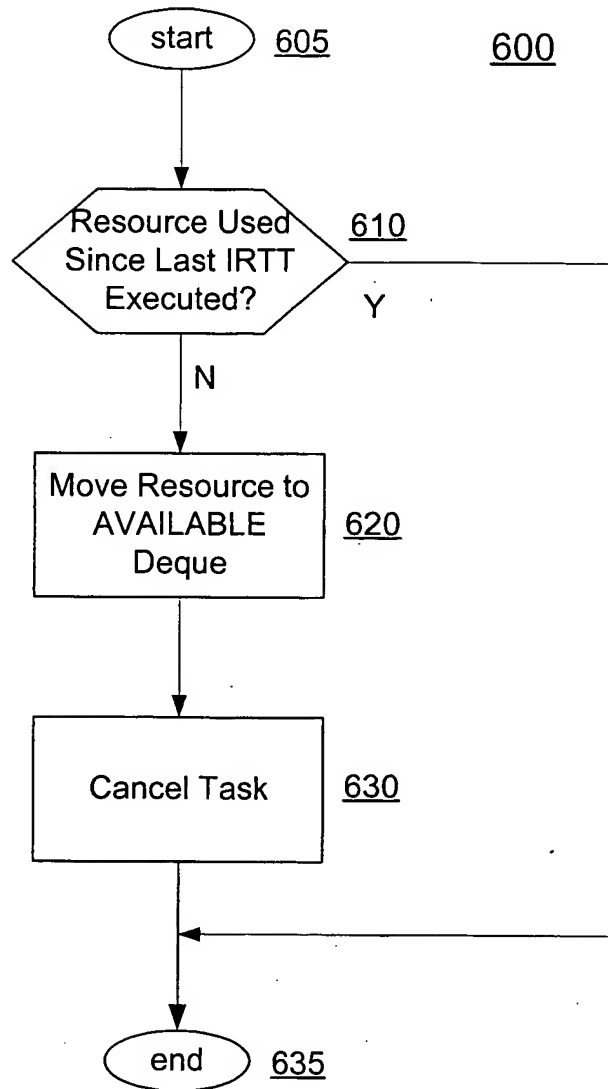 start
605
600
Resource Used
Since Last IRTT
Executed?
610
Y
N
Move Resource to
AVAILABLE
Deque
620
Cancel Task
630
end
635